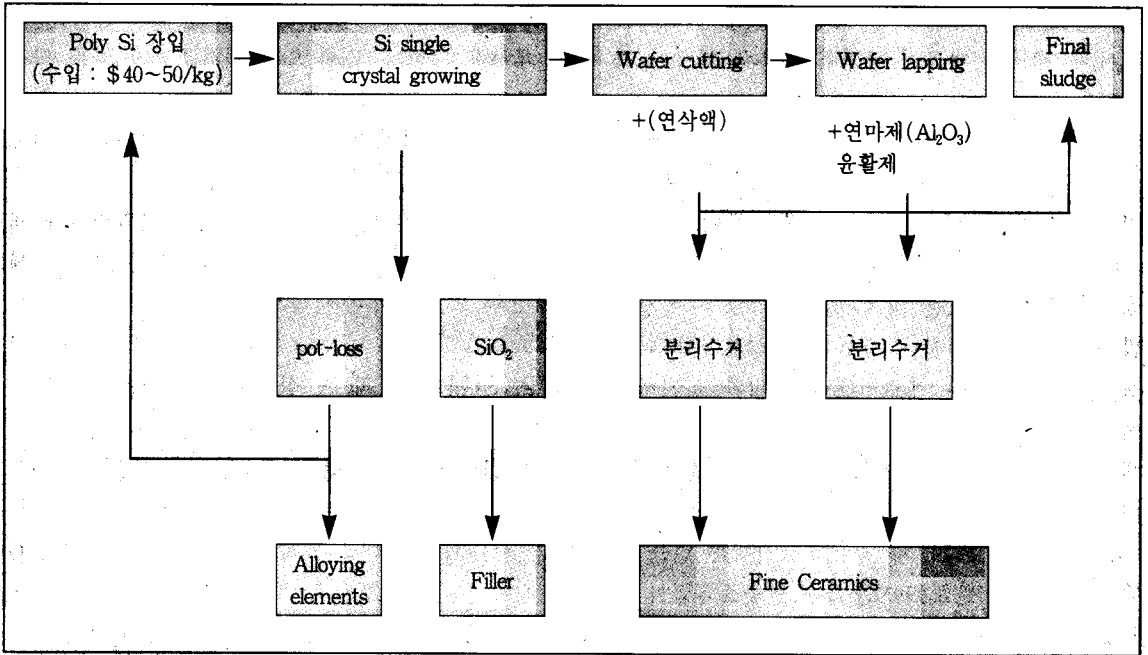 Poly Si 장입
(수입 : $40~50/kg)
Si single
crystal growing
Wafer cutting
Wafer lapping
Final
sludge
+(연삭액)
+연마제(Al₂O₃)
윤활제
pot-loss
SiO₂
분리수거
분리수거
Alloying
elements
Filler
Fine Ceramics